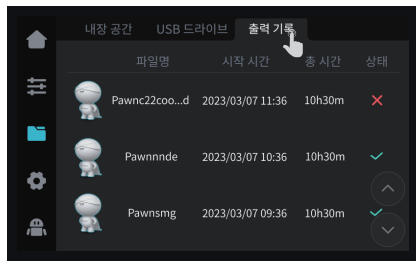 내장 공간 USB 드라이브 출력 기록
파일명 시작 시간 총 시간 상태
Pawnc22coo...d 2023/03/07 11:36 10h30m
Pawnnnde 2023/03/07 10:36 10h30m
Pawnsmg 2023/03/07 09:36 10h30m